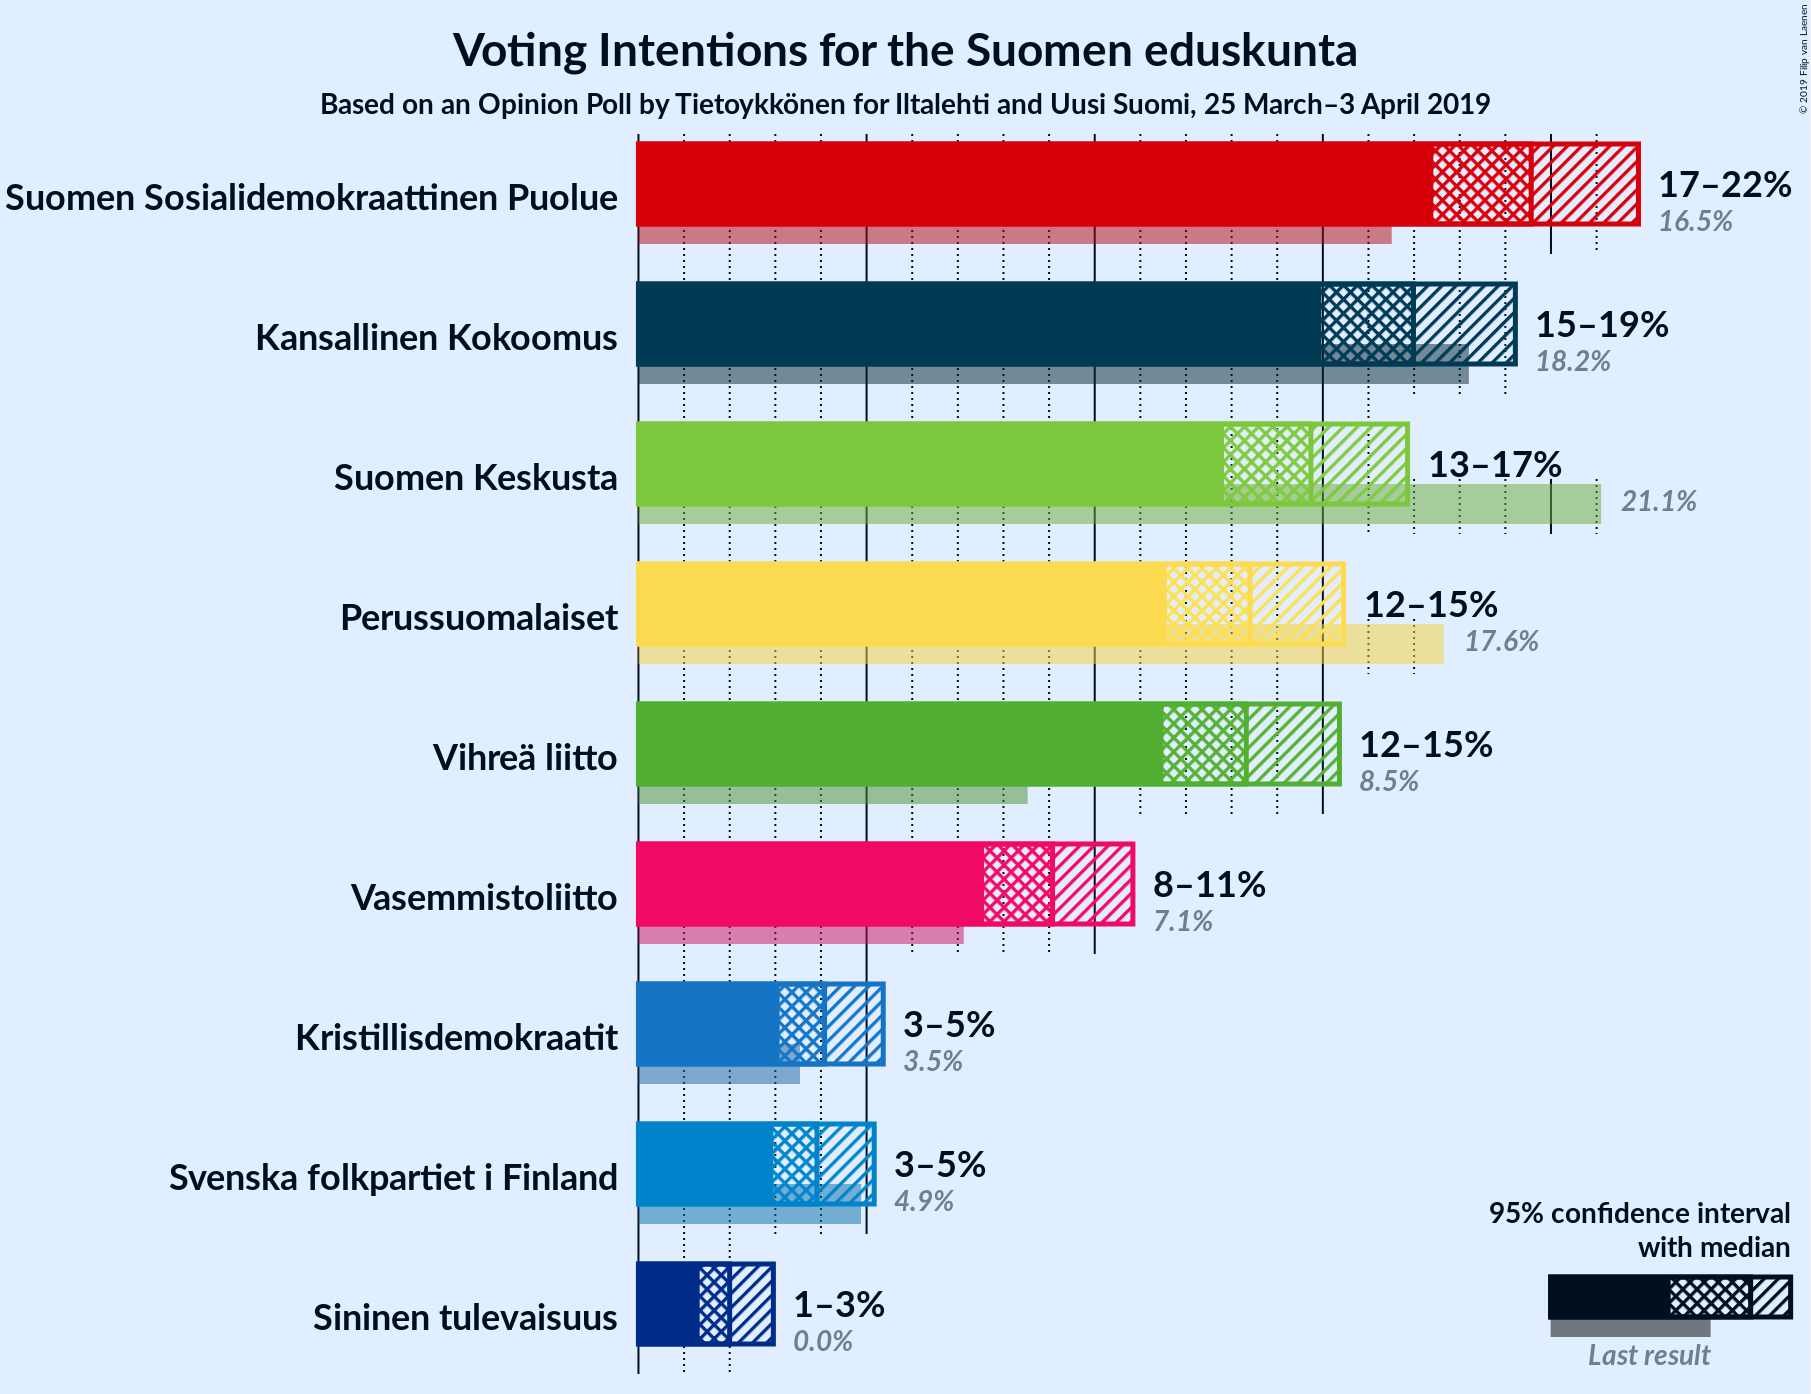 Voting Intentions for the Suomen eduskunta
Based on an Opinion Poll by Tietoykkönen for Iltalehti and Uusi Suomi, 25 March–3 April 2019
© 2019 Filip van Laenen
Suomen Sosialidemokraattinen Puolue
17–22%
16.5%
Kansallinen Kokoomus
15–19%
18.2%
Suomen Keskusta
13–17%
21.1%
Perussuomalaiset
12–15%
17.6%
Vihreä liitto
12–15%
8.5%
Vasemmistoliitto
8–11%
7.1%
Kristillisdemokraatit
3–5%
3.5%
Svenska folkpartiet i Finland
3–5%
4.9%
Sininen tulevaisuus
1–3%
0.0%
95% confidence interval
with median
Last result